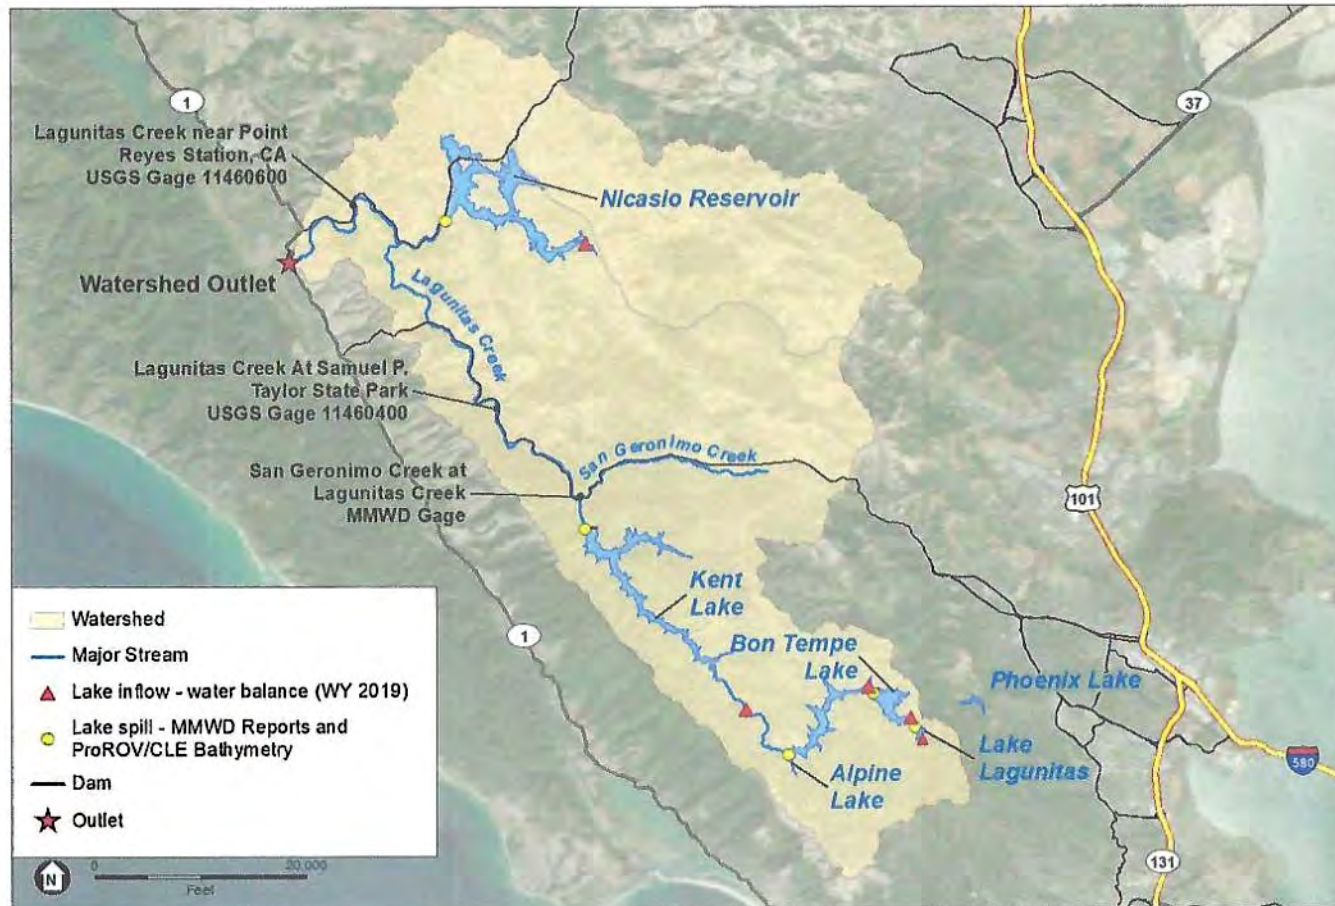 1
37
Lagunitas Creek near Point
Reyes Station, CA
USGS Gage 11460600
Nicasio Reservoir
Watershed Outlet
Lagunitas Creek
Lagunitas Creek At Samuel P.
Taylor State Park
USGS Gage 11460400
San Geronimo Creek
San Geronimo Creek at
Lagunitas Creek
MMWD Gage
101
Kent
Lake
1
Bon Tempe
Lake
Phoenix Lake
Lake
Lagunitas
Alpine
Lake
580
131
Watershed
Major Stream
Lake inflow - water balance (WY 2019)
Lake spill - MMWD Reports and
ProROV/CLE Bathymetry
Dam
Outlet
N
0 20,000
Feet